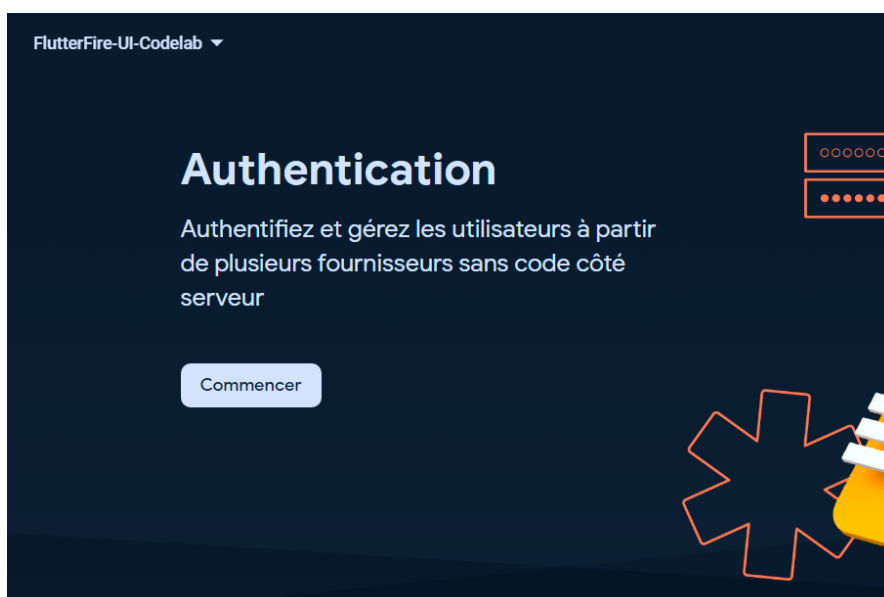 FlutterFire-UI-Codelab
Authentication
Authentifiez et gérez les utilisateurs à partir
de plusieurs fournisseurs sans code côté
serveur
Commencer